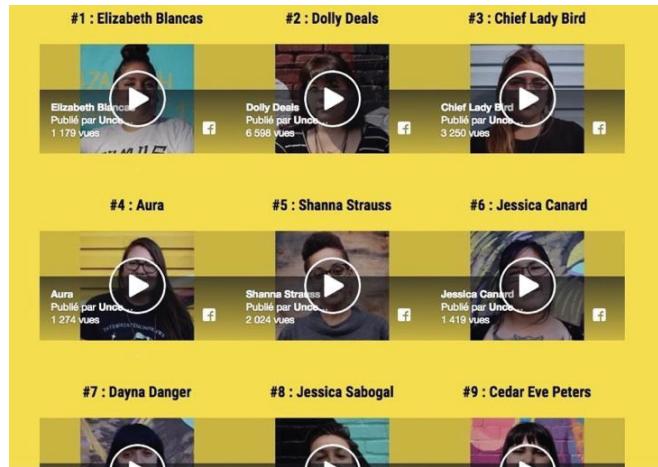 #1 : Elizabeth Blancas
#2 : Dolly Deals
#3 : Chief Lady Bird
Elizabeth Blancas
Publié par Unce...
1 179 vues
Dolly Deals
Publié par Unce...
6 598 vues
Chief Lady Bird
Publié par Unce...
3 250 vues
#4 : Aura
#5 : Shanna Strauss
#6 : Jessica Canard
Aura
Publié par Unce...
1 274 vues
Shanna Strauss
Publié par Unce...
2 024 vues
Jessica Canard
Publié par Unce...
1 419 vues
#7 : Dayna Danger
#8 : Jessica Sabogal
#9 : Cedar Eve Peters